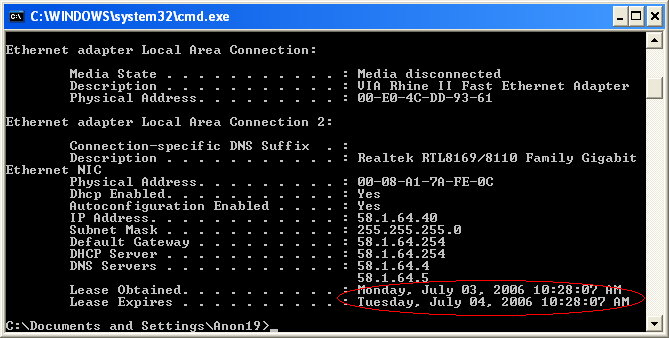 C:\WINDOWS\system32\cmd.exe
Ethernet adapter Local Area Connection:
Media State . . . . . . . . . . . : Media disconnected
Description . . . . . . . . . . . : VIA Rhine II Fast Ethernet Adapter
Physical Address. . . . . . . . . : 00-E0-4C-DD-93-61
Ethernet adapter Local Area Connection 2:
Connection-specific DNS Suffix  . :
Description . . . . . . . . . . . : Realtek RTL8169/8110 Family Gigabit
Ethernet NIC
Physical Address. . . . . . . . . : 00-08-A1-7A-FE-0C
Dhcp Enabled. . . . . . . . . . . : Yes
Autoconfiguration Enabled . . . . : Yes
IP Address. . . . . . . . . . . . : 58.1.64.40
Subnet Mask . . . . . . . . . . . : 255.255.255.0
Default Gateway . . . . . . . . . : 58.1.64.254
DHCP Server . . . . . . . . . . . : 58.1.64.254
DNS Servers . . . . . . . . . . . : 58.1.64.4
58.1.64.5
Lease Obtained. . . . . . . . . . : Monday, July 03, 2006 10:28:07 AM
Lease Expires . . . . . . . . . . : Tuesday, July 04, 2006 10:28:07 AM
C:\Documents and Settings\Anon19>_